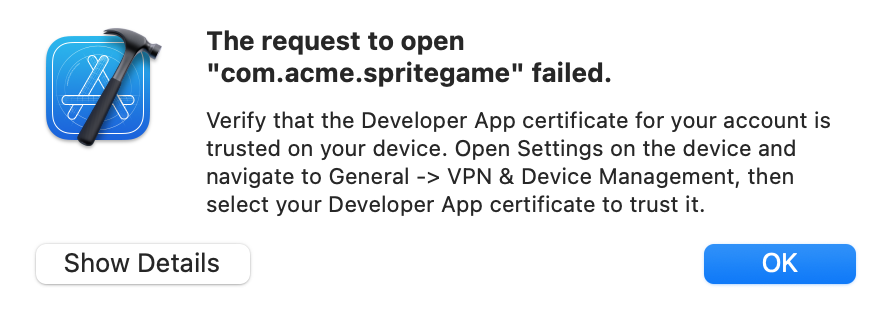 The request to open
"com.acme.spritegame" failed.
Verify that the Developer App certificate for your account is
trusted on your device. Open Settings on the device and
navigate to General -> VPN & Device Management, then
select your Developer App certificate to trust it.
Show Details
OK